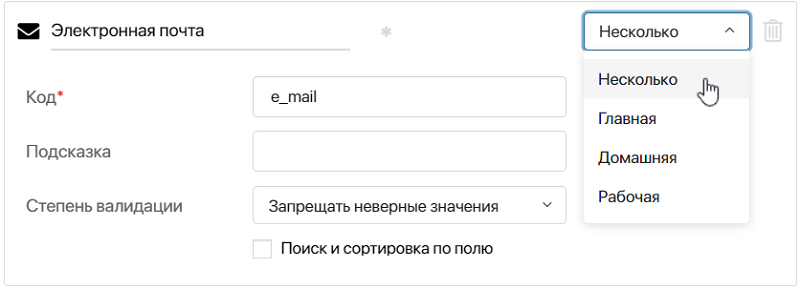 Электронная почта * Несколько
Несколько
Код* e_mail
Главная
Подсказка
Домашняя
Степень валидации Запрещать неверные значения
Рабочая
Поиск и сортировка по полю